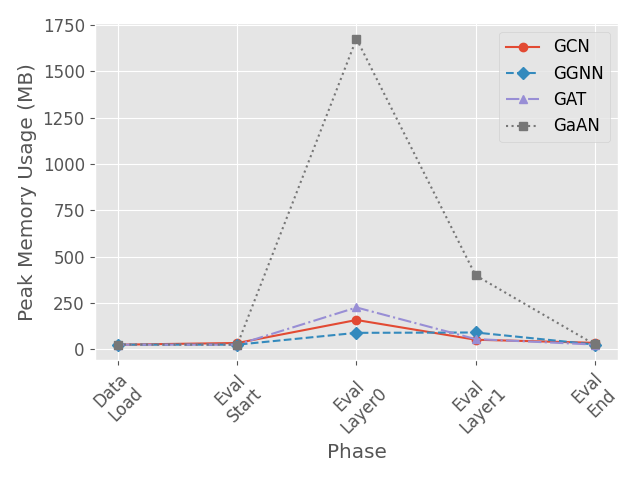 1750
1500
1250
1000
750
500
250
0
Peak Memory Usage (MB)
GCN
GGNN
GAT
GaAN
Data
Load
Eval
Start
Eval
Layer0
Eval
Layer1
Eval
End
Phase